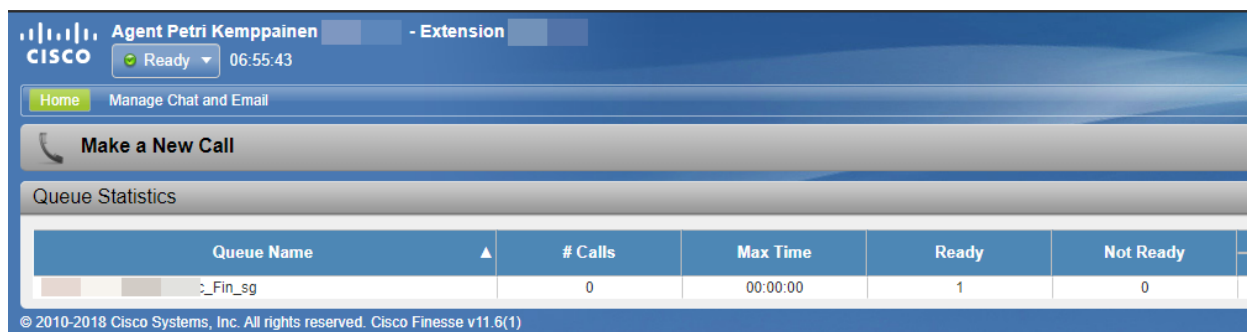 Agent Petri Kemppainen - Extension
CISCO
Ready 06:55:43
Home Manage Chat and Email
Make a New Call
Queue Statistics
Queue Name # Calls Max Time Ready Not Ready
_Fin_sg 0 00:00:00 1 0
© 2010-2018 Cisco Systems, Inc. All rights reserved. Cisco Finesse v11.6(1)